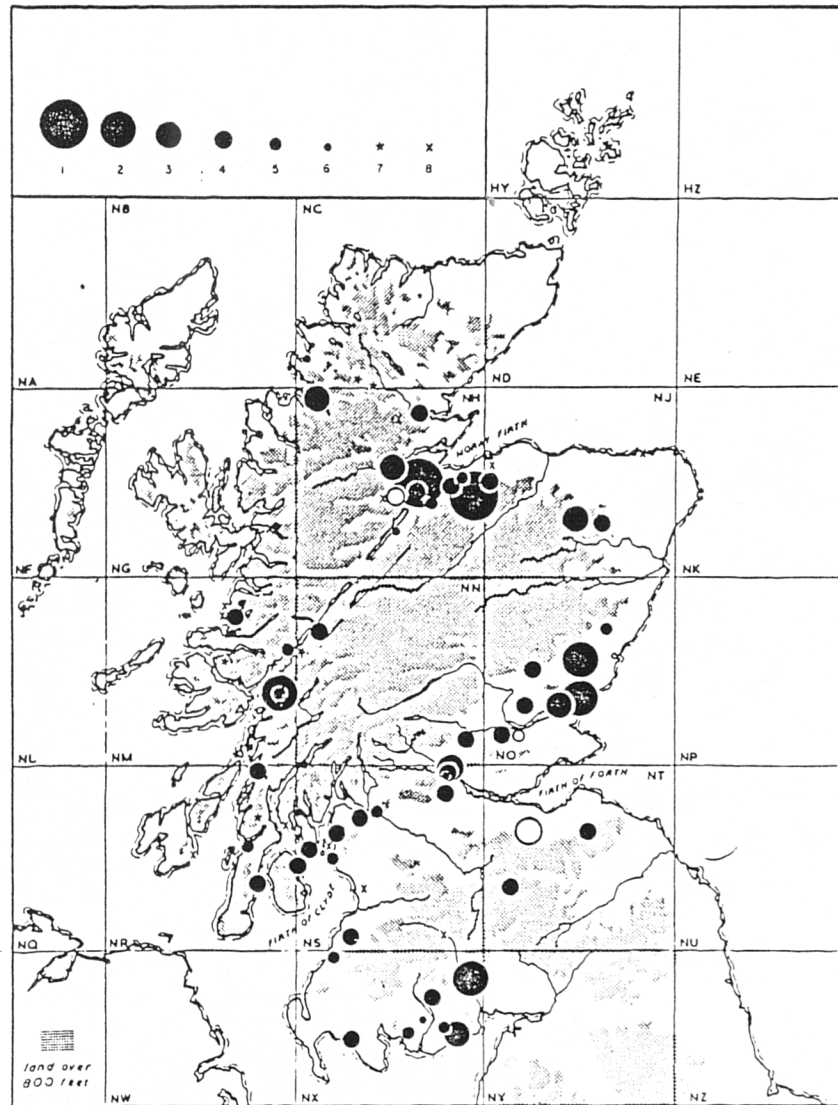 1 2 3 4 5 6 7 8
HY HZ
NB NC
NA NH ND NJ NE
MORAY FIRTH
NF NG NN NK
NL NM NO NP
NT
FIRTH OF FORTH
FIRTH OF CLYDE
NQ NR NS NU
land over
800 feet
NW NX NY NZ